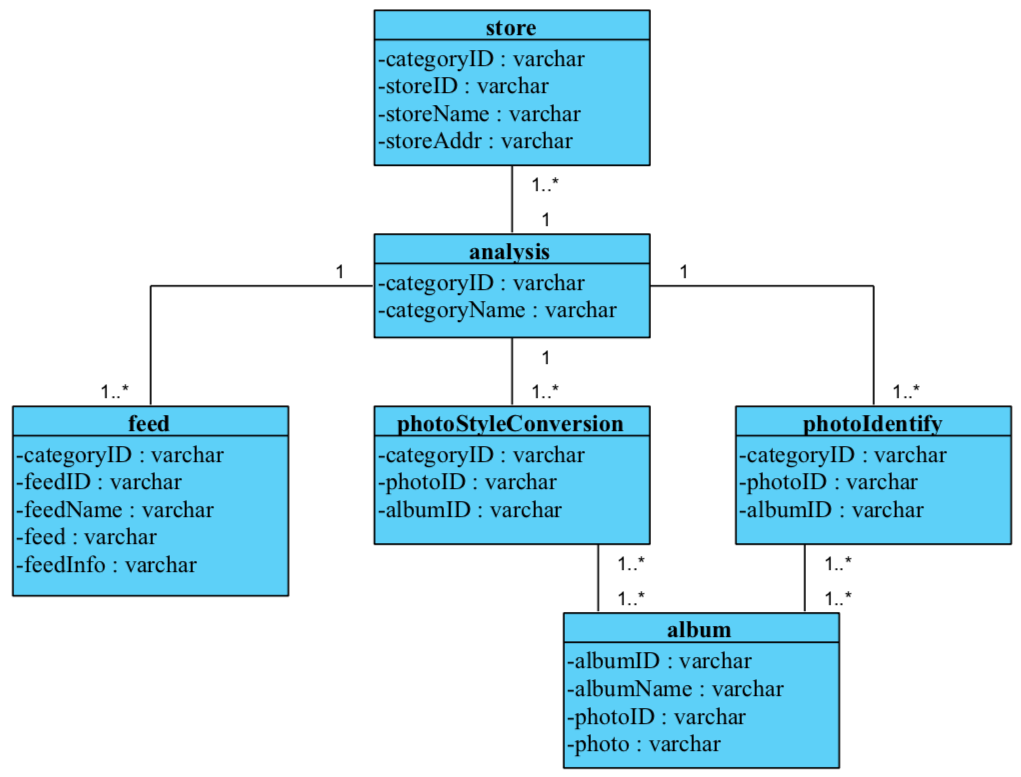 store
-categoryID : varchar
-storeID : varchar
-storeName : varchar
-storeAddr : varchar
1..*
1
analysis
-categoryID : varchar
-categoryName : varchar
1
1
1
1..*
1..*
1..*
feed
-categoryID : varchar
-feedID : varchar
-feedName : varchar
-feed : varchar
-feedInfo : varchar
photoStyleConversion
-categoryID : varchar
-photoID : varchar
-albumID : varchar
photoIdentify
-categoryID : varchar
-photoID : varchar
-albumID : varchar
1..*
1..*
1..*
1..*
album
-albumID : varchar
-albumName : varchar
-photoID : varchar
-photo : varchar